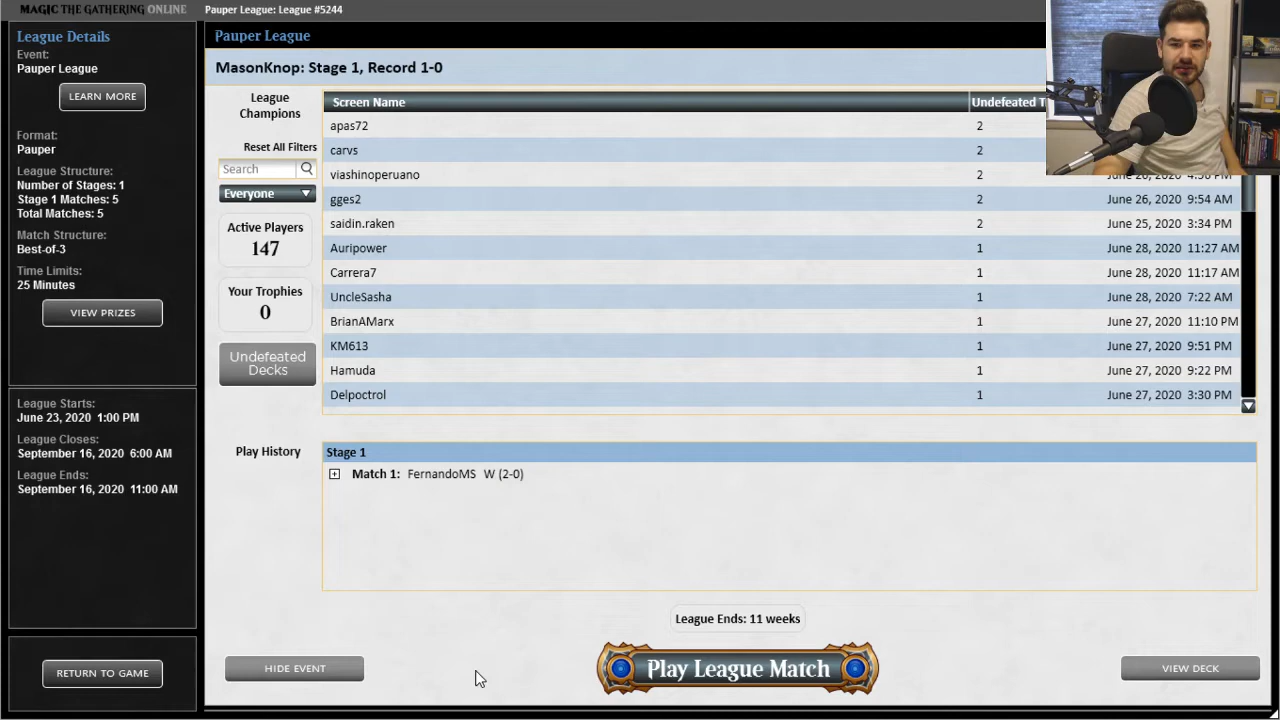 MAGIC THE GATHERING ONLINE
Pauper League: League #5244
League Details
Event:
Pauper League
LEARN MORE
Format:
Pauper
League Structure:
Number of Stages: 1
Stage 1 Matches: 5
Total Matches: 5
Match Structure:
Best-of-3
Time Limits:
25 Minutes
VIEW PRIZES
League Starts:
June 23, 2020 1:00 PM
League Closes:
September 16, 2020 6:00 AM
League Ends:
September 16, 2020 11:00 AM
RETURN TO GAME
Pauper League
MasonKnop: Stage 1, Record 1-0
League
Champions
Reset All Filters
Search
Everyone
Active Players
147
Your Trophies
0
Undefeated
Decks
Screen Name Undefeated T
apas72 2
carvs 2
viashinoperuano 2
gges2 2 June 26, 2020 9:54 AM
saidin.raken 2 June 25, 2020 3:34 PM
Auripower 1 June 28, 2020 11:27 AM
Carrera7 1 June 28, 2020 11:17 AM
UncleSasha 1 June 28, 2020 7:22 AM
BrianAMarx 1 June 27, 2020 11:10 PM
KM613 1 June 27, 2020 9:51 PM
Hamuda 1 June 27, 2020 9:22 PM
Delpoctrol 1 June 27, 2020 3:30 PM
Play History
Stage 1
Match 1: FernandoMS W (2-0)
League Ends: 11 weeks
HIDE EVENT
Play League Match
VIEW DECK